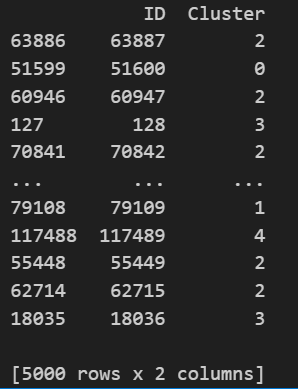 ID Cluster
63886 63887 2
51599 51600 0
60946 60947 2
127 128 3
70841 70842 2
... ... ...
79108 79109 1
117488 117489 4
55448 55449 2
62714 62715 2
18035 18036 3
[5000 rows x 2 columns]